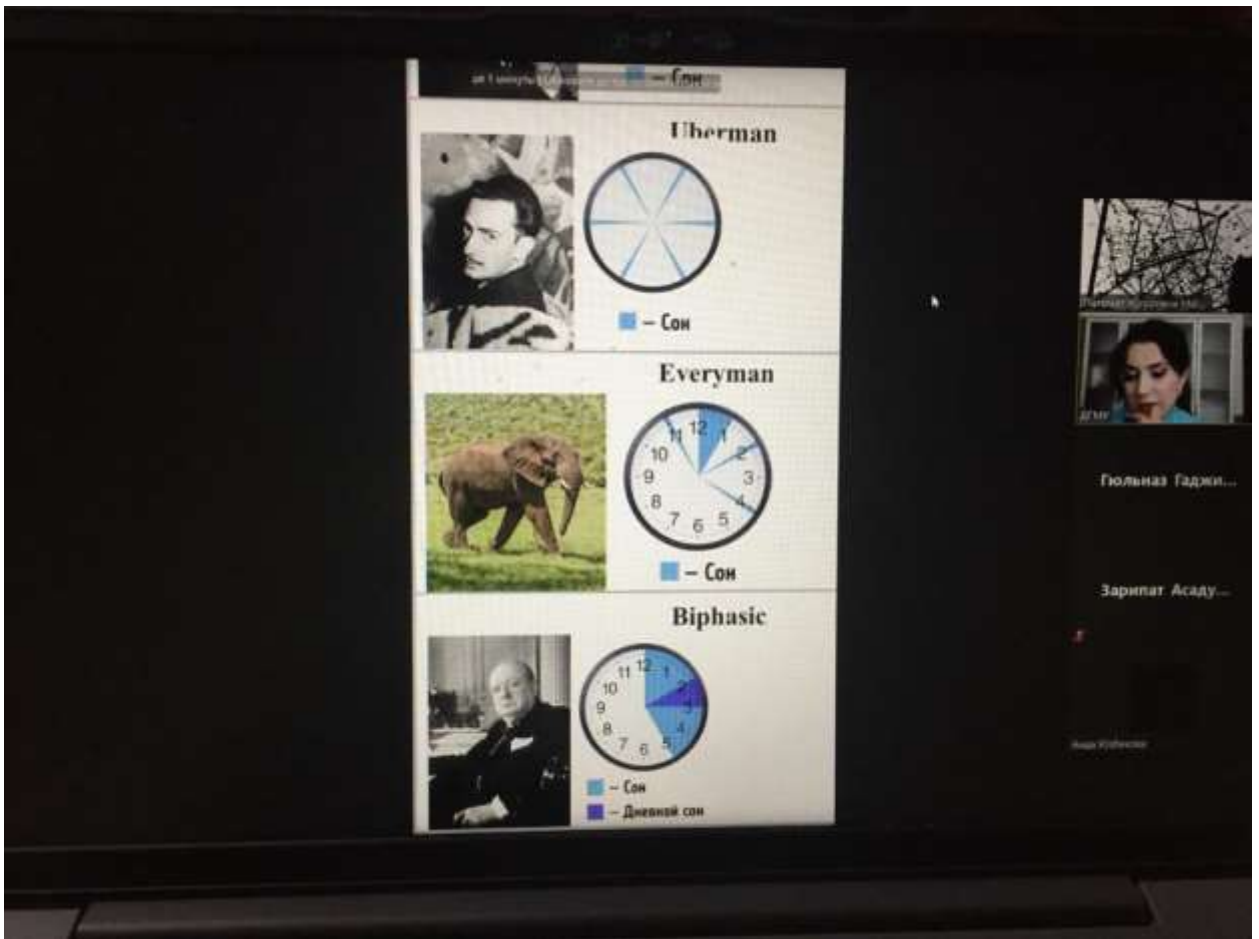 – Сон
Uberman
– Сон
Everyman
12
1
2
3
4
5
6
7
8
9
10
11
– Сон
Biphasic
12
1
2
3
4
5
6
7
8
9
10
11
– Сон
– Дневной сон
ДГМУ
Гюльназ Гаджи...
Зарипат Асаду...